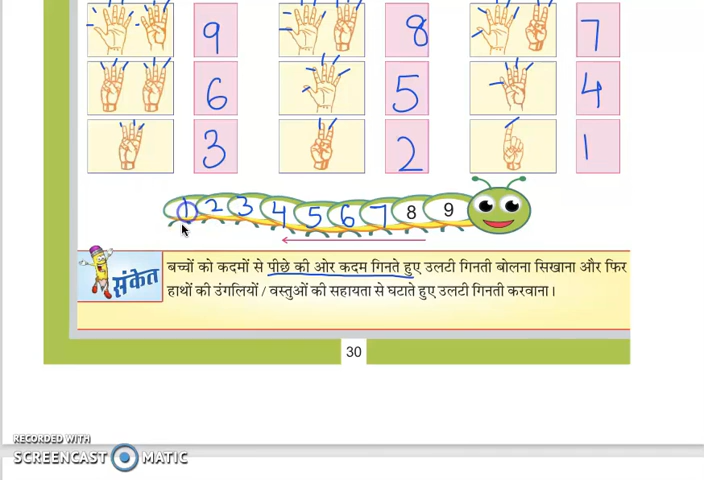 9 8 7
6 5 4
3 2 1
1 2 3 4 5 6 7 8 9
संकेत
बच्चों को कदमों से पीछे की ओर कदम गिनते हुए उलटी गिनती बोलना सिखाना और फिर
हाथों की उंगलियों / वस्तुओं की सहायता से घटाते हुए उलटी गिनती करवाना।
30
RECORDED WITH
SCREENCAST MATIC